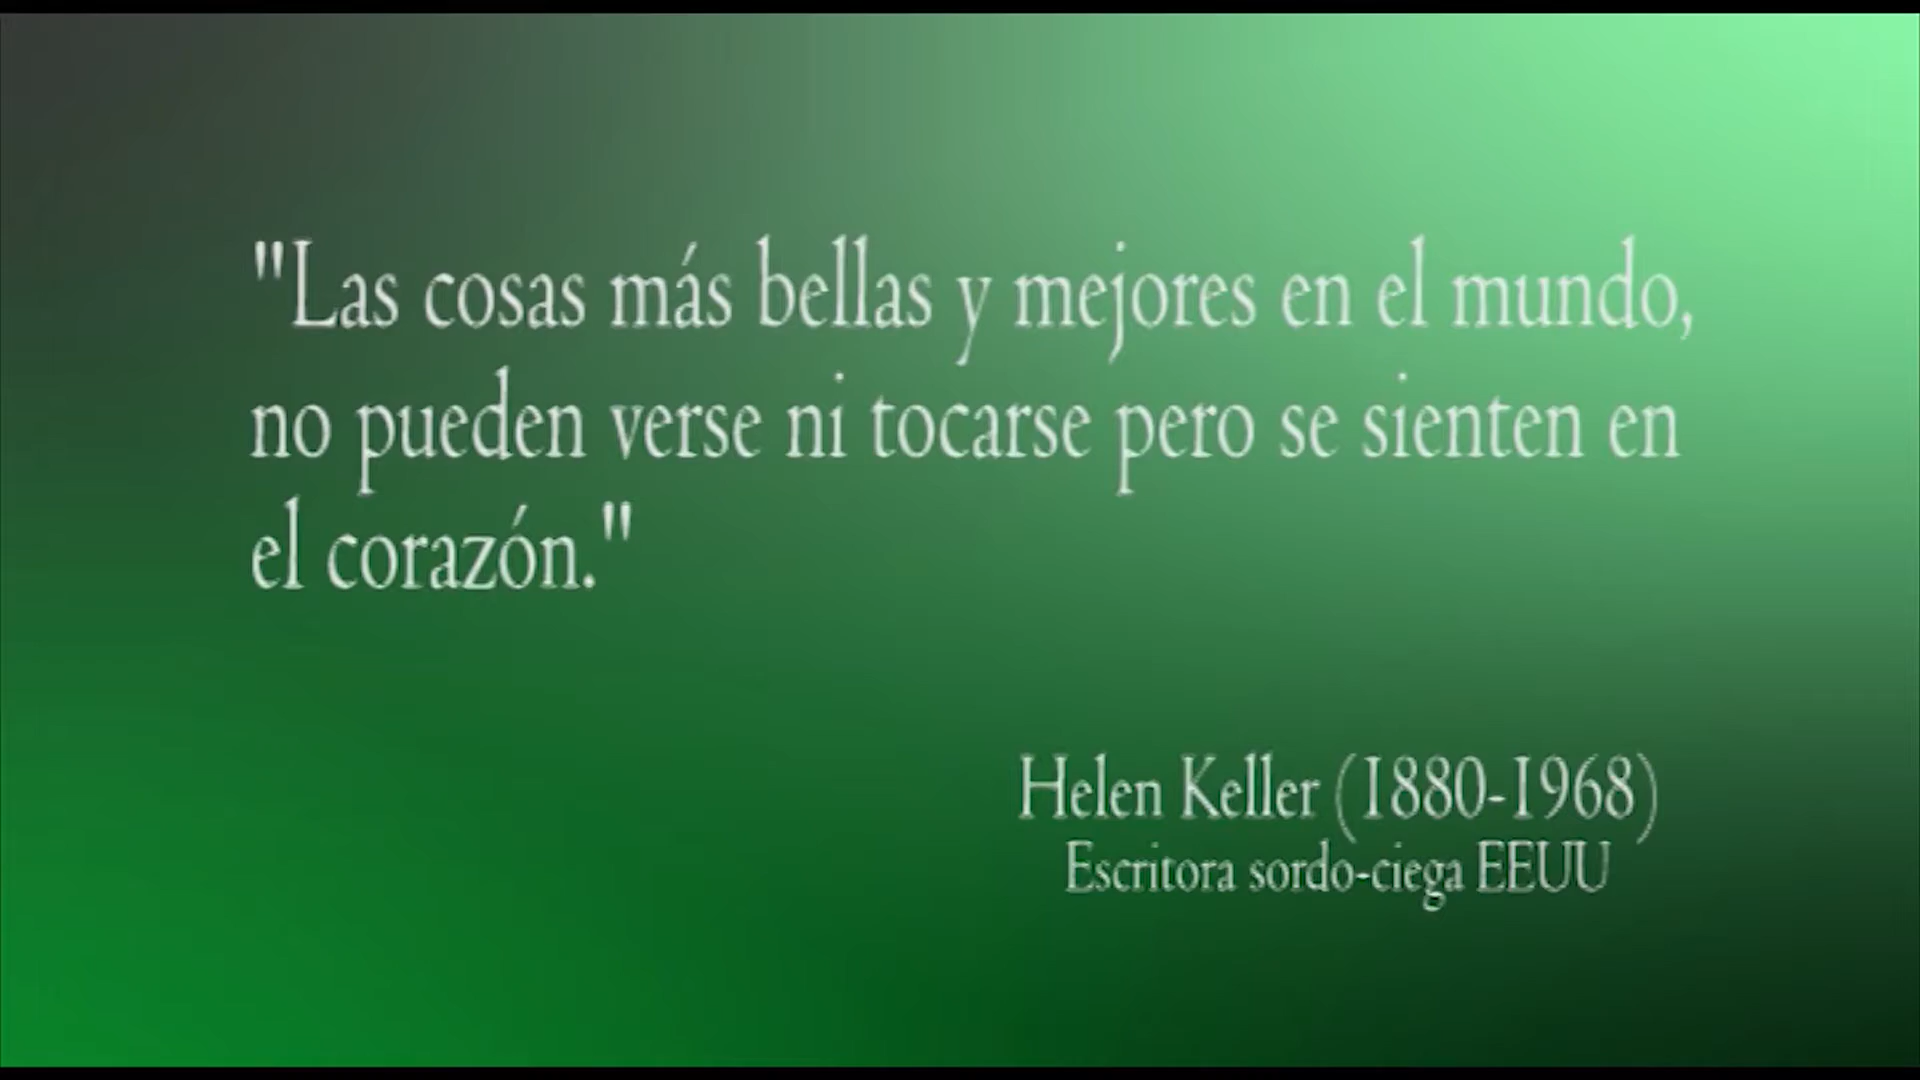 "Las cosas más bellas y mejores en el mundo,
no pueden verse ni tocarse pero se sienten en
el corazón."
Helen Keller (1880-1968)
Escritora sordo-ciega EEUU